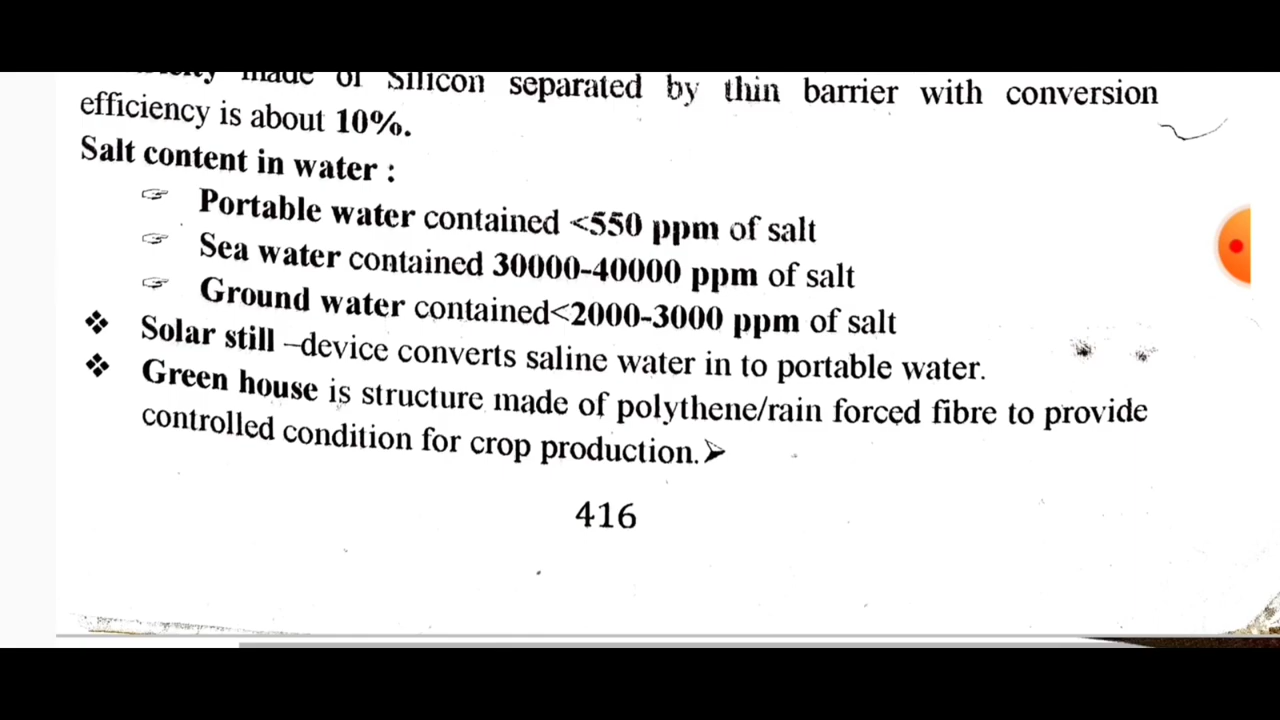 made of Silicon separated by thin barrier with conversion
efficiency is about 10%.
Salt content in water :
☞ Portable water contained <550 ppm of salt
☞ Sea water contained 30000-40000 ppm of salt
☞ Ground water contained<2000-3000 ppm of salt
❖ Solar still –device converts saline water in to portable water.
❖ Green house is structure made of polythene/rain forced fibre to provide
controlled condition for crop production.➤
416